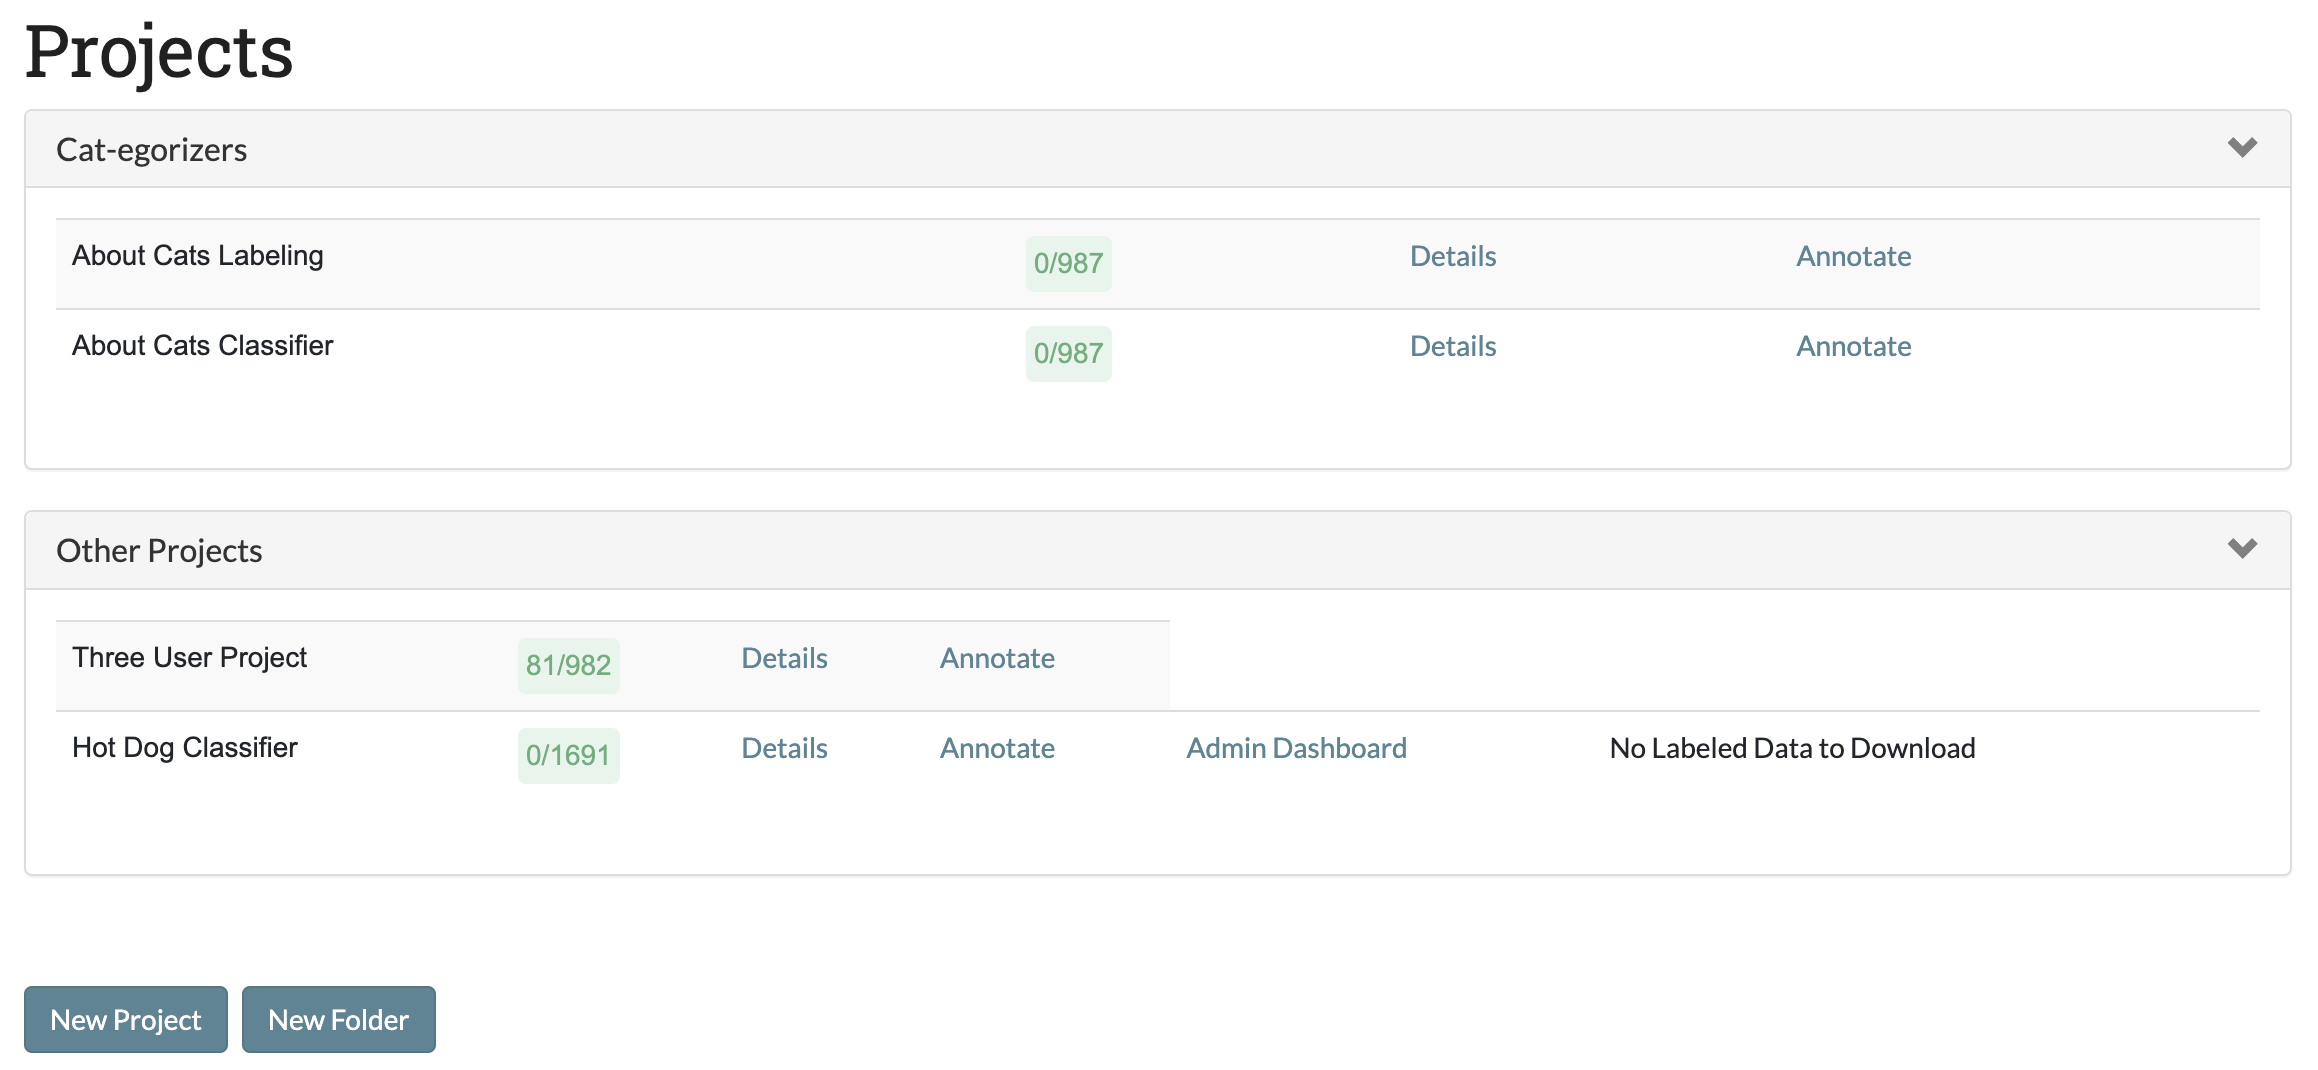 Projects
Cat-egorizers
About Cats Labeling 0/987 Details Annotate
About Cats Classifier 0/987 Details Annotate
Other Projects
Three User Project 81/982 Details Annotate
Hot Dog Classifier 0/1691 Details Annotate Admin Dashboard No Labeled Data to Download
New Project New Folder